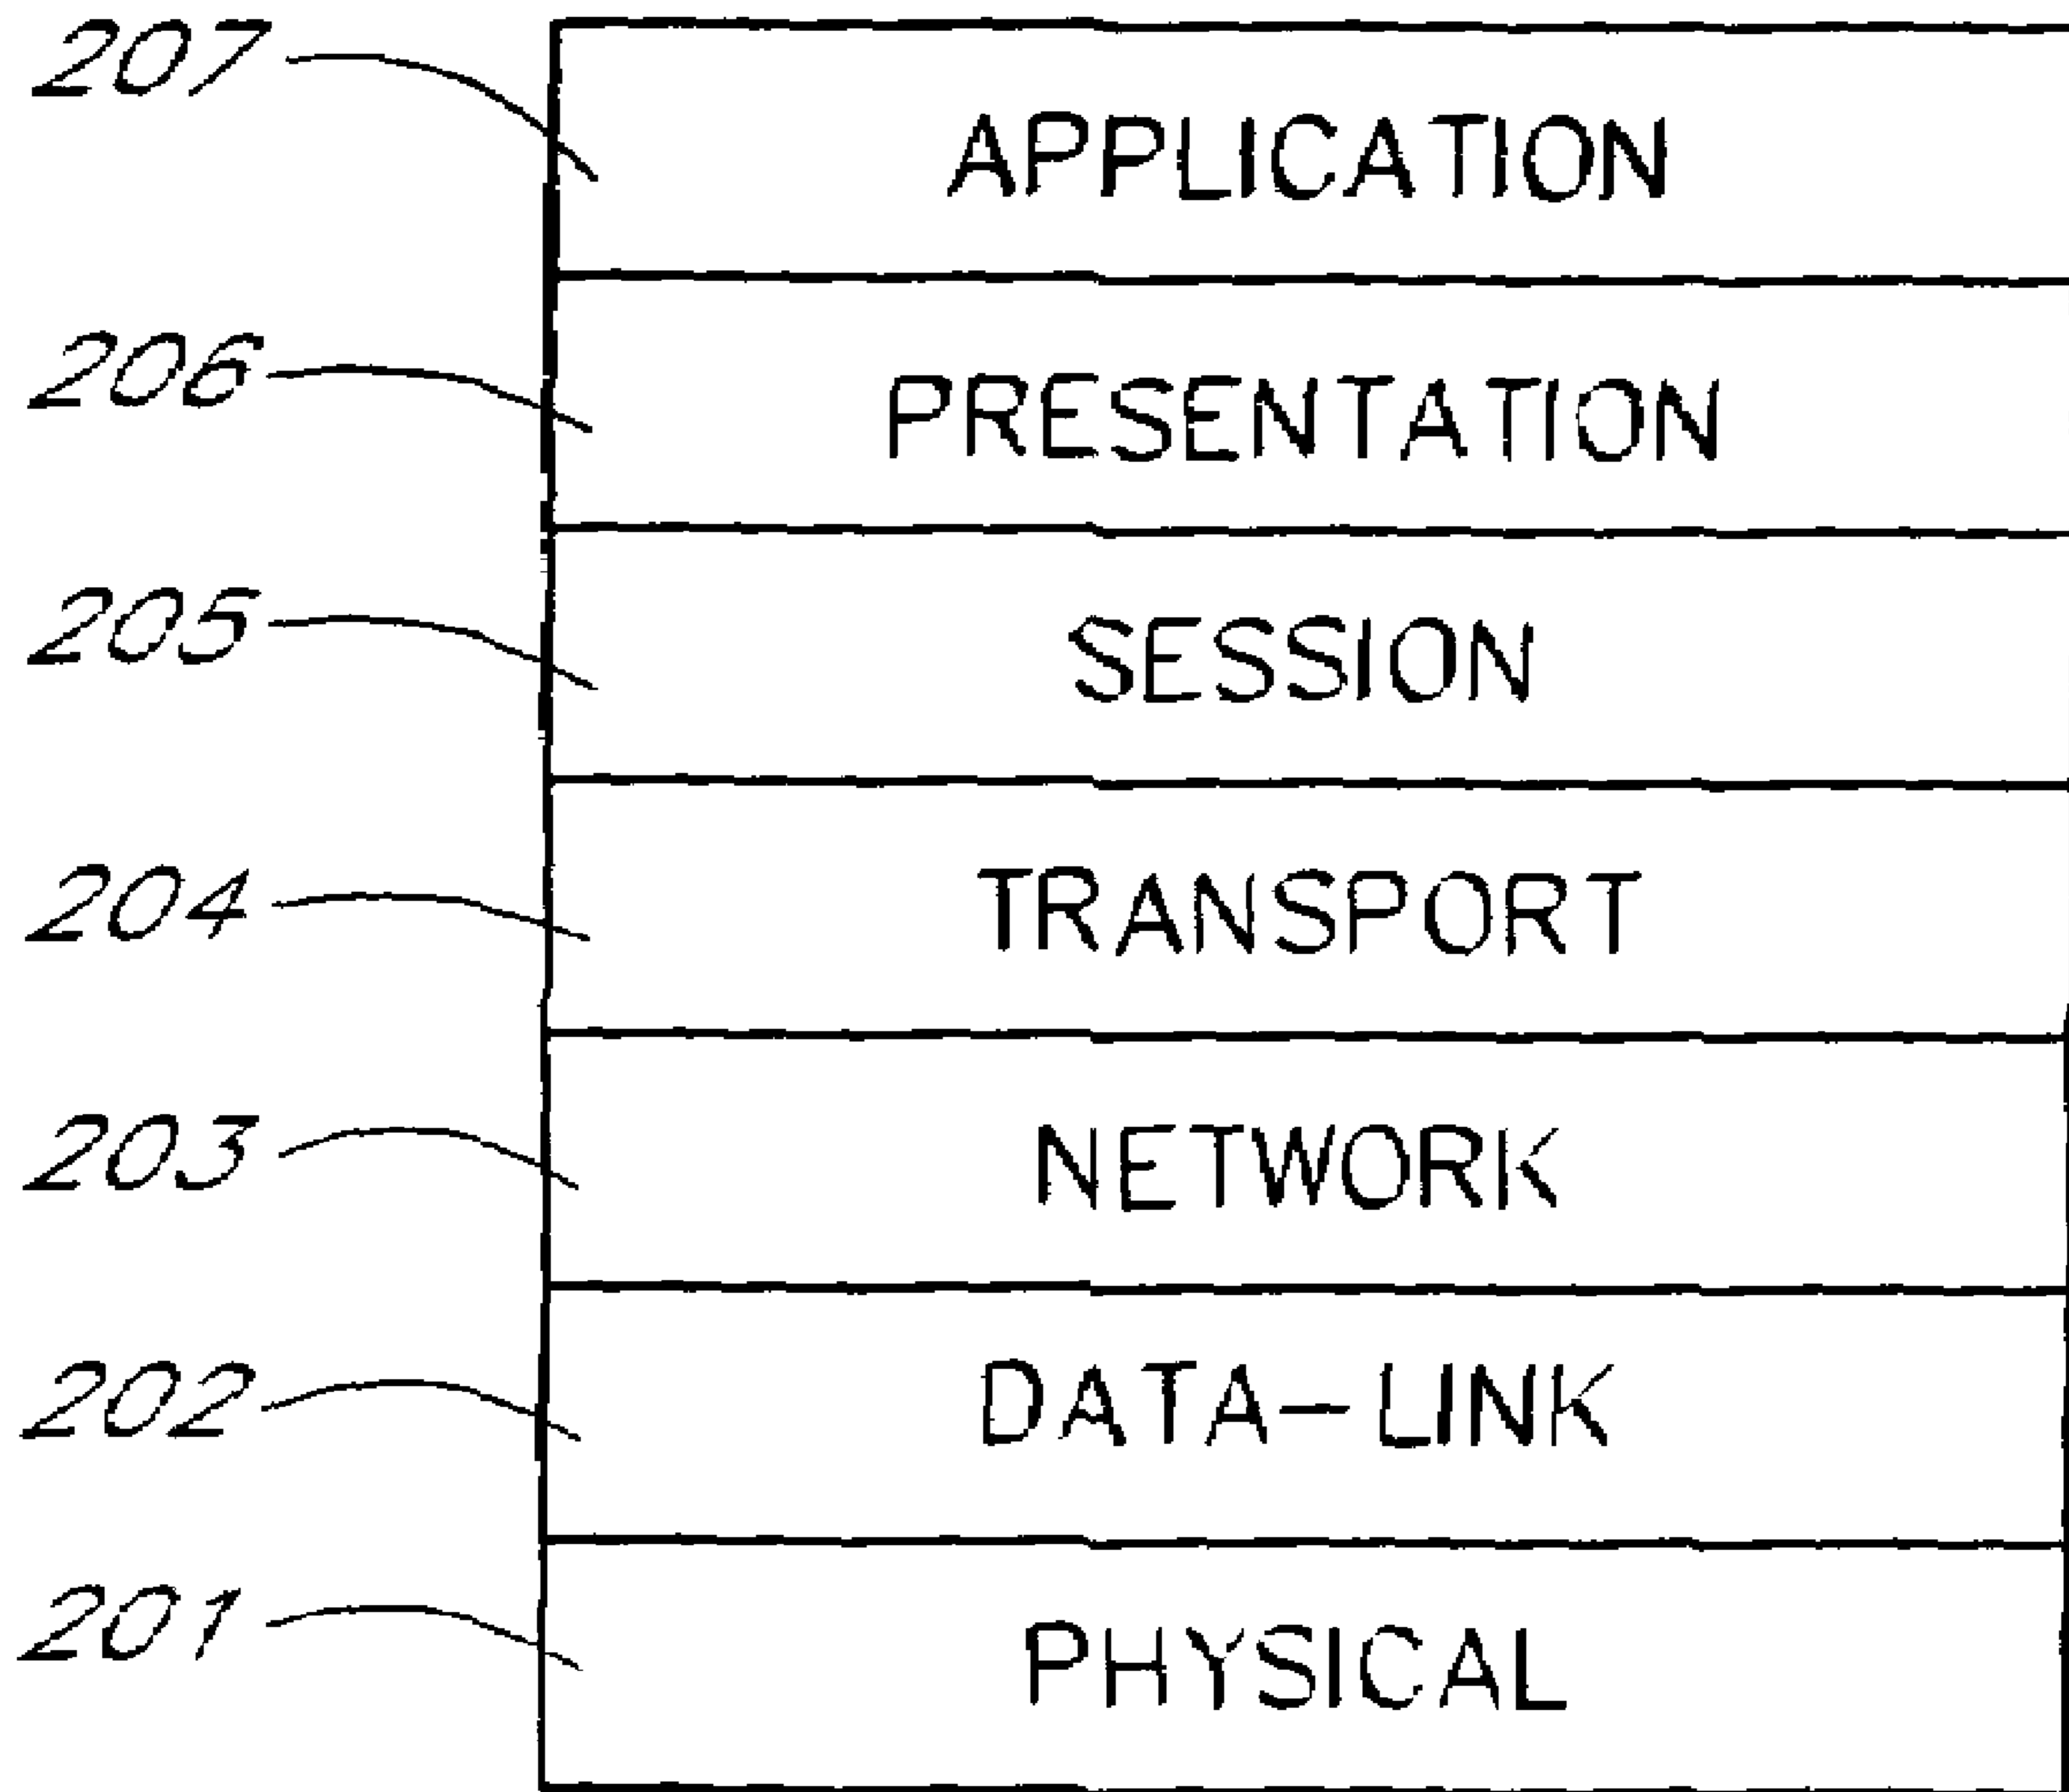 207 APPLICATION
206 PRESENTATION
205 SESSION
204 TRANSPORT
203 NETWORK
202 DATA-LINK
201 PHYSICAL